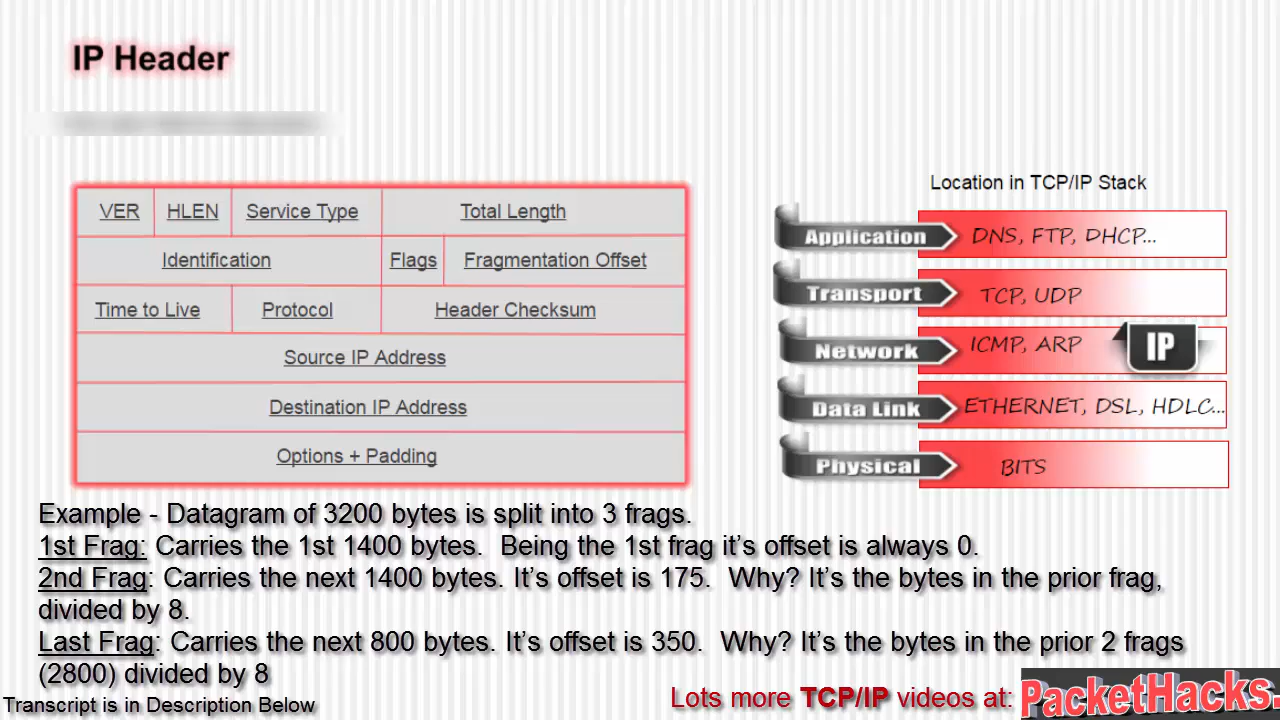 IP Header
Location in TCP/IP Stack
VER HLEN Service Type Total Length
Identification Flags Fragmentation Offset
Time to Live Protocol Header Checksum
Source IP Address
Destination IP Address
Options + Padding
Application DNS, FTP, DHCP...
Transport TCP, UDP
Network ICMP, ARP IP
Data Link ETHERNET, DSL, HDLC...
Physical BITS
Example - Datagram of 3200 bytes is split into 3 frags.
1st Frag: Carries the 1st 1400 bytes. Being the 1st frag it's offset is always 0.
2nd Frag: Carries the next 1400 bytes. It's offset is 175. Why? It's the bytes in the prior frag,
divided by 8.
Last Frag: Carries the next 800 bytes. It's offset is 350. Why? It's the bytes in the prior 2 frags
(2800) divided by 8
Transcript is in Description Below
Lots more TCP/IP videos at: PacketHacks.